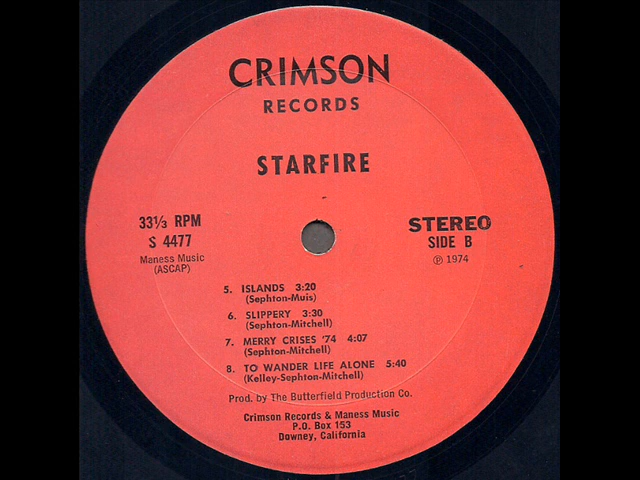 CRIMSON
RECORDS
STARFIRE
33⅓ RPM
S 4477
Maness Music
(ASCAP)
STEREO
SIDE B
℗ 1974
5. ISLANDS 3:20
(Sephton-Muis)
6. SLIPPERY 3:30
(Sephton-Mitchell)
7. MERRY CRISES '74 4:07
(Sephton-Mitchell)
8. TO WANDER LIFE ALONE 5:40
(Kelley-Sephton-Mitchell)
Prod. by The Butterfield Production Co.
Crimson Records & Maness Music
P.O. Box 153
Downey, California